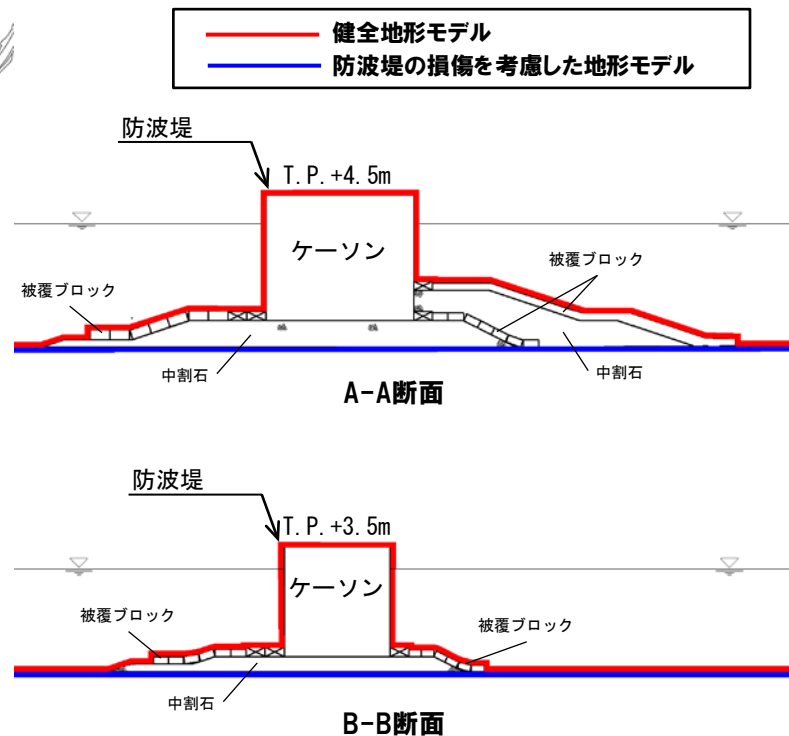 健全地形モデル
防波堤の損傷を考慮した地形モデル
防波堤
T.P.+4.5m
ケーソン
被覆ブロック
被覆ブロック
中割石
中割石
A-A断面
防波堤
T.P.+3.5m
ケーソン
被覆ブロック
被覆ブロック
中割石
B-B断面